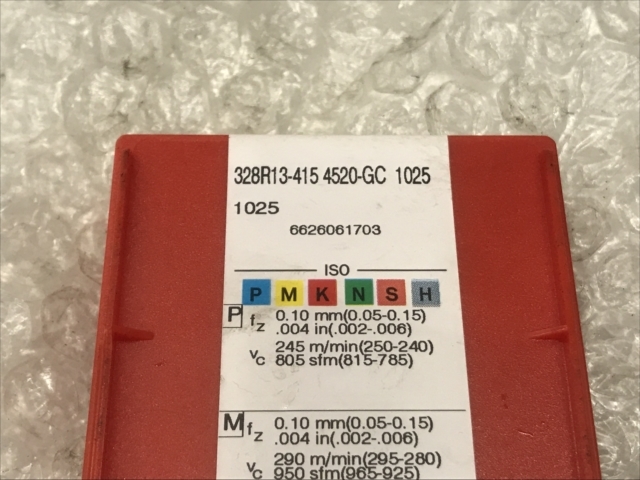 328R13-415 4520-GC 1025
1025
6626061703
ISO
P M K N S H
P fz 0.10 mm(0.05-0.15)
.004 in(.002-.006)
vc 245 m/min(250-240)
805 sfm(815-785)
M fz 0.10 mm(0.05-0.15)
.004 in(.002-.006)
vc 290 m/min(295-280)
950 sfm(965-925)